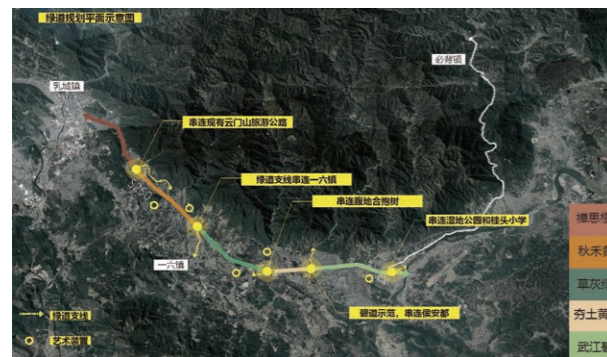 绿道规划平面示意图
必背镇
乳城镇
串连现有云门山旅游公路
绿道支线串连一六镇
串连腹地合抱树
串连湿地公园和桂头小学
一六镇
碧道示范，串连侯安都
绿道支线
艺术装置
秋禾
草灰
夯土黄
武江